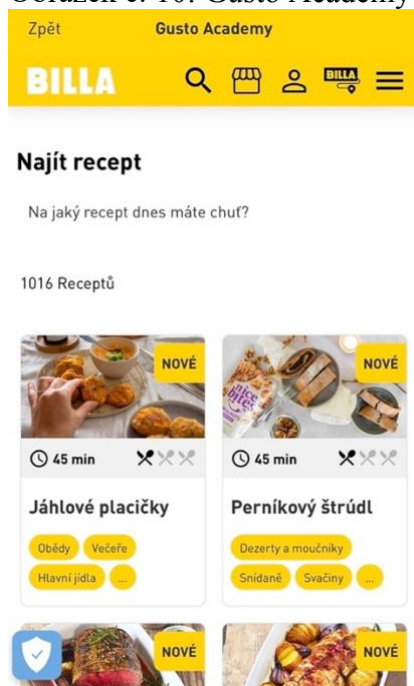 Obrázek č. 10: Gusto Academy
Zpět Gusto Academy
BILLA BILLA
Najít recept
Na jaký recept dnes máte chuť?
1016 Receptů
NOVÉ NOVÉ
nice bites
45 min 45 min
Jáhlové placičky Perníkový štrúdl
Obědy Večeře Dezerty a moučníky
Hlavní jídla ... Snídaně Svačiny ...
NOVÉ NOVÉ